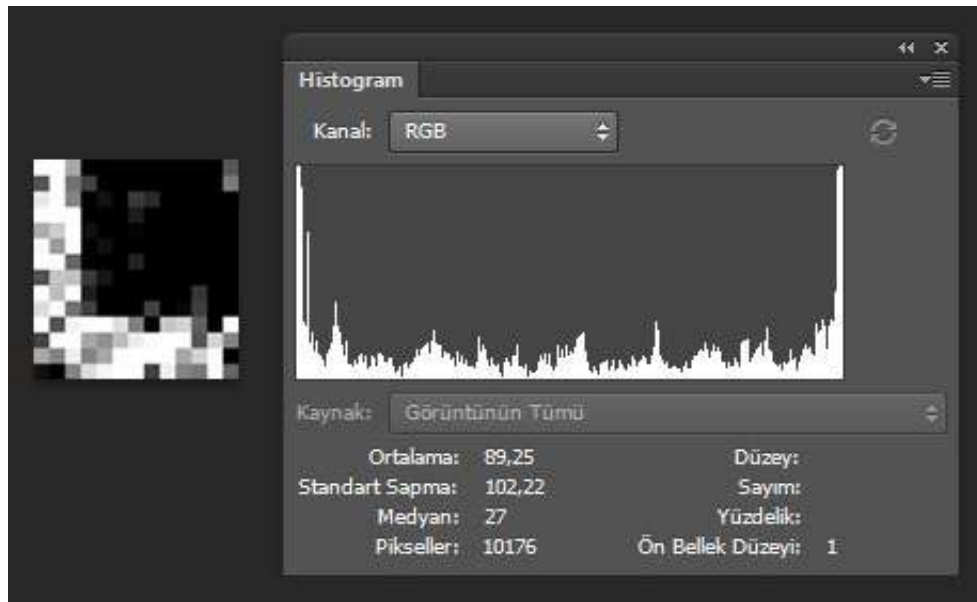 Histogram
Kanal: RGB
Kaynak: Görüntünün Tümü
Ortalama: 89,25 Düzey:
Standart Sapma: 102,22 Sayım:
Medyan: 27 Yüzdelik:
Pikseller: 10176 Ön Bellek Düzeyi: 1